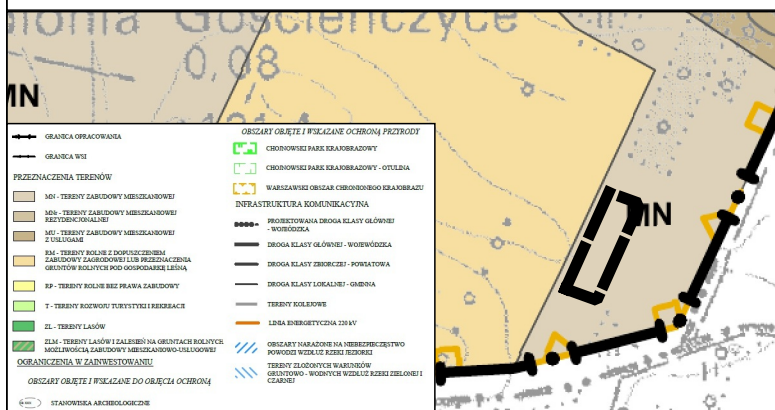 Gościeńczyce
0,08
MN
MN
GRANICA OPRACOWANIA
GRANICA WSI
PRZEZNACZENIA TERENÓW
MN - TERENY ZABUDOWY MIESZKANIOWEJ
MNr - TERENY ZABUDOWY MIESZKANIOWEJ
REZYDENCJONALNEJ
MU - TERENY ZABUDOWY MIESZKANIOWEJ
Z USŁUGAMI
RM - TERENY ROLNE Z DOPUSZCZENIEM
ZABUDOWY ZAGRODOWEJ LUB PRZEZNACZENIA
GRUNTÓW ROLNYCH POD GOSPODARKĘ LEŚNĄ
RP - TERENY ROLNE BEZ PRAWA ZABUDOWY
T - TERENY ROZWOJU TURYSTYKI I REKREACJI
ZL - TERENY LASÓW
ZLM - TERENY LASÓW I ZALESIEŃ NA GRUNTACH ROLNYCH
MOŻLIWOŚCIĄ ZABUDOWY MIESZKANIOWO-USŁUGOWEJ
OGRANICZENIA W ZAINWESTOWANIU
OBSZARY OBJĘTE I WSKAZANE DO OBJĘCIA OCHRONĄ
STANOWISKA ARCHEOLOGICZNE
OBSZARY OBJĘTE I WSKAZANE OCHRONĄ PRZYRODY
CHOJNOWSKI PARK KRAJOBRAZOWY
CHOJNOWSKI PARK KRAJOBRAZOWY - OTULINA
WARSZAWSKI OBSZAR CHRONIONEGO KRAJOBRAZU
INFRASTRUKTURA KOMUNIKACYJNA
PROJEKTOWANA DROGA KLASY GŁÓWNEJ
- WOJEWÓDZKA
DROGA KLASY GŁÓWNEJ - WOJEWÓDZKA
DROGA KLASY ZBIORCZEJ - POWIATOWA
DROGA KLASY LOKALNEJ - GMINNA
TERENY KOLEJOWE
LINIA ENERGETYCZNA 220 kV
OBSZARY NARAŻONE NA NIEBEZPIECZEŃSTWO
POWODZI WZDŁUŻ RZEKI JEZIORKI
TERENY ZŁOŻONYCH WARUNKÓW
GRUNTOWO - WODNYCH WZDŁUŻ RZEKI ZIELONEJ I
CZARNEJ